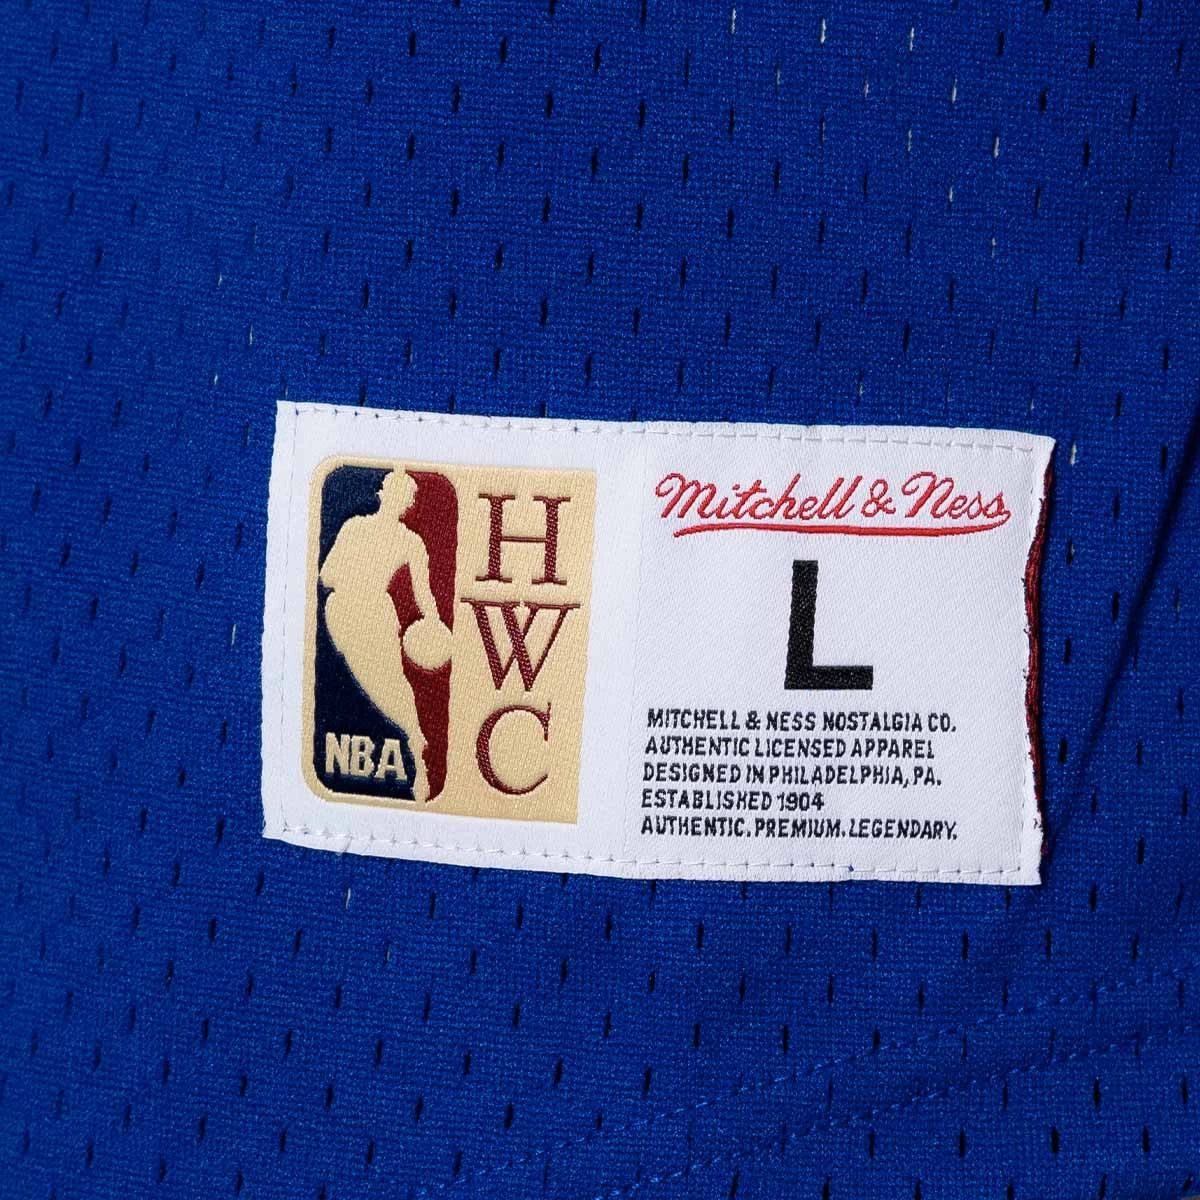 NBA
H
W
C
Mitchell & Ness
L
MITCHELL & NESS NOSTALGIA CO.
AUTHENTIC LICENSED APPAREL
DESIGNED IN PHILADELPHIA, PA.
ESTABLISHED 1904
AUTHENTIC. PREMIUM. LEGENDARY.